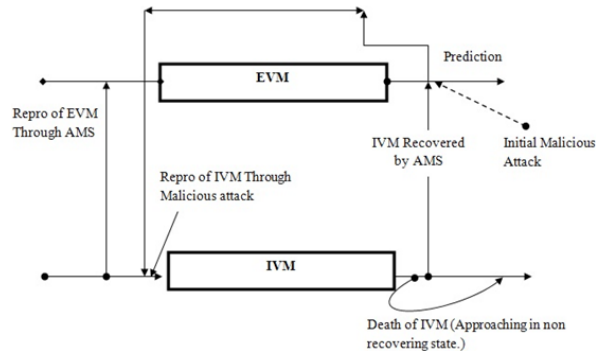 Prediction
EVM
Repro of EVM
Through AMS
IVM Recovered
by AMS
Initial Malicious
Attack
Repro of IVM Through
Malicious attack
IVM
Death of IVM (Approaching in non
recovering state.)